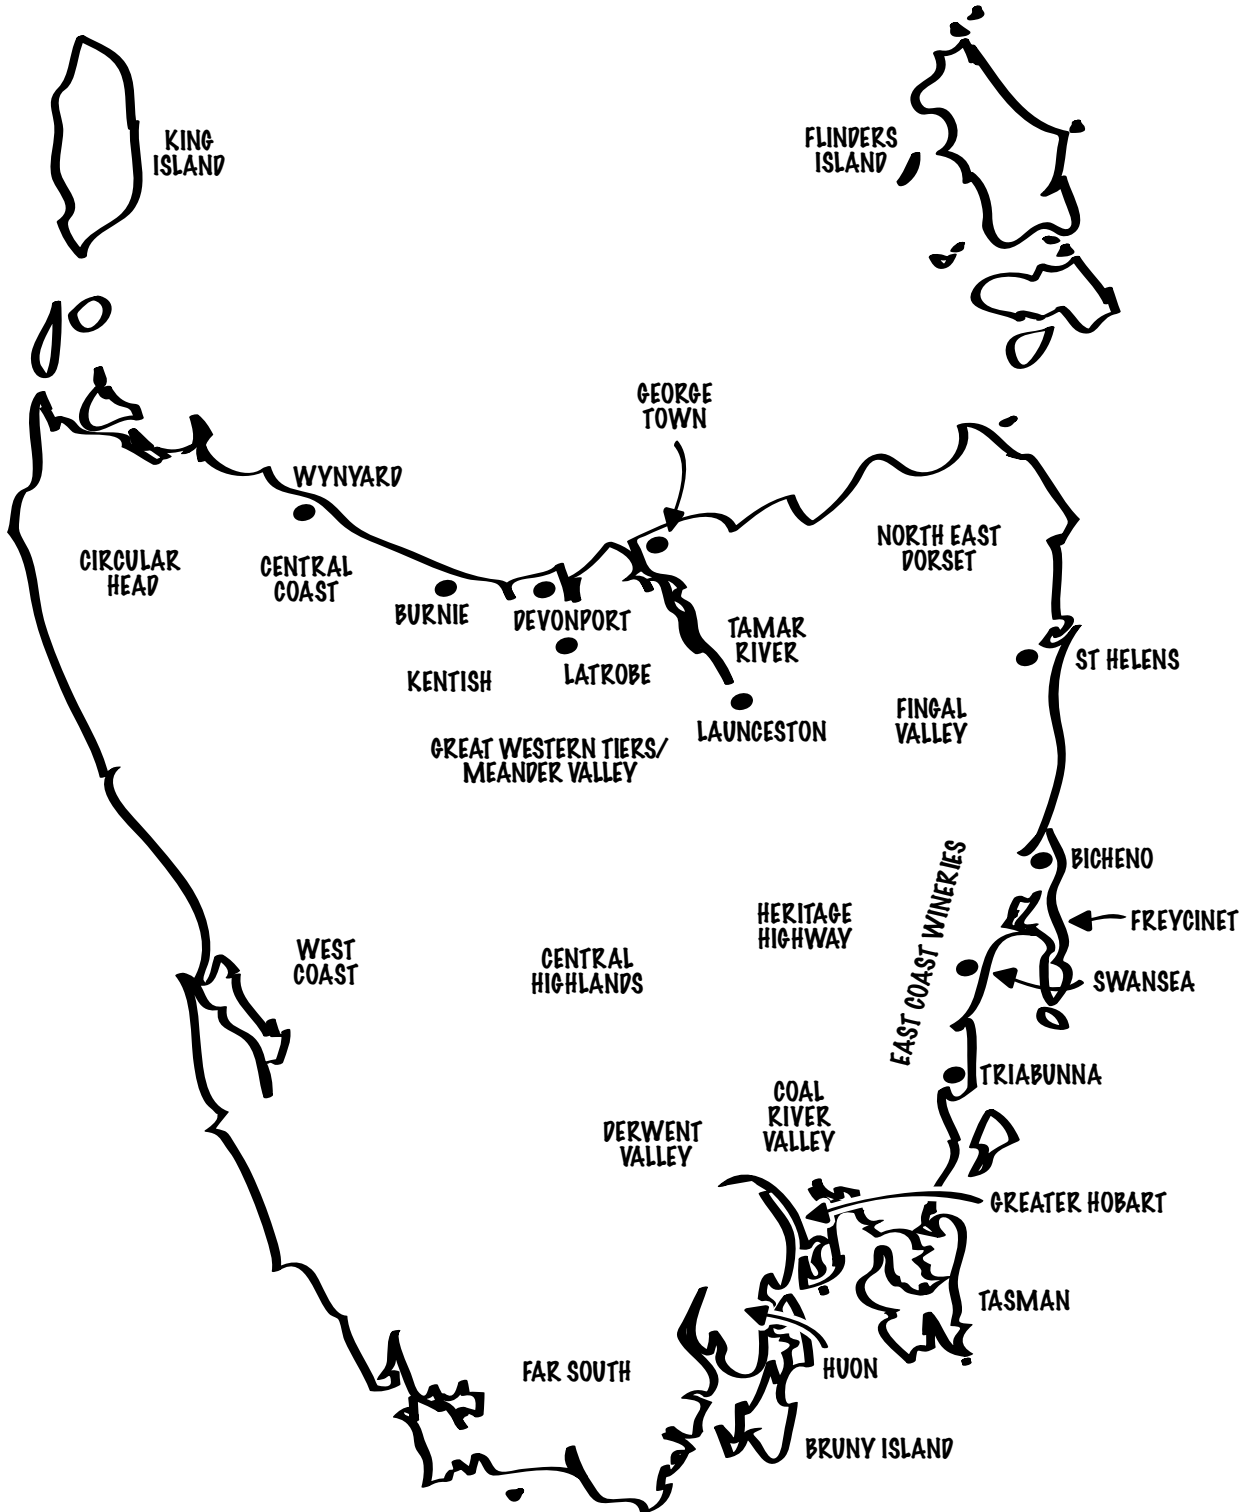 KING
ISLAND
FLINDERS
ISLAND
GEORGE
TOWN
WYNYARD
NORTH EAST
DORSET
CIRCULAR
HEAD
CENTRAL
COAST
BURNIE
DEVONPORT
TAMAR
RIVER
ST HELENS
LATROBE
KENTISH
FINGAL
VALLEY
LAUNCESTON
GREAT WESTERN TIERS/
MEANDER VALLEY
BICHENO
EAST COAST WINERIES
HERITAGE
HIGHWAY
FREYCINET
WEST
COAST
CENTRAL
HIGHLANDS
SWANSEA
TRIABUNNA
COAL
RIVER
VALLEY
DERWENT
VALLEY
GREATER HOBART
TASMAN
FAR SOUTH
HUON
BRUNY ISLAND